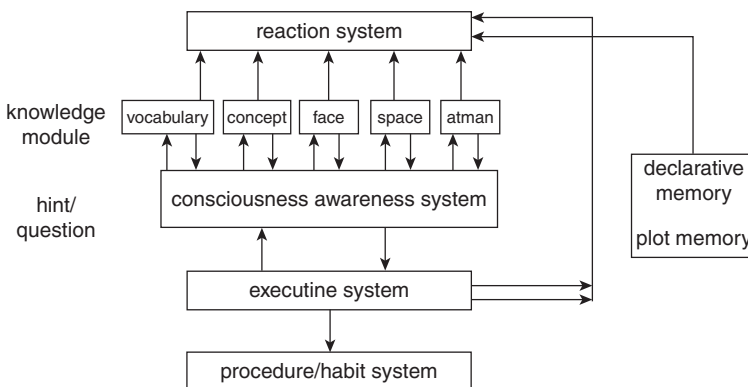 reaction system
knowledge
module
vocabulary
concept
face
space
atman
hint/
question
consciousness awareness system
declarative
memory
plot memory
executine system
procedure/habit system